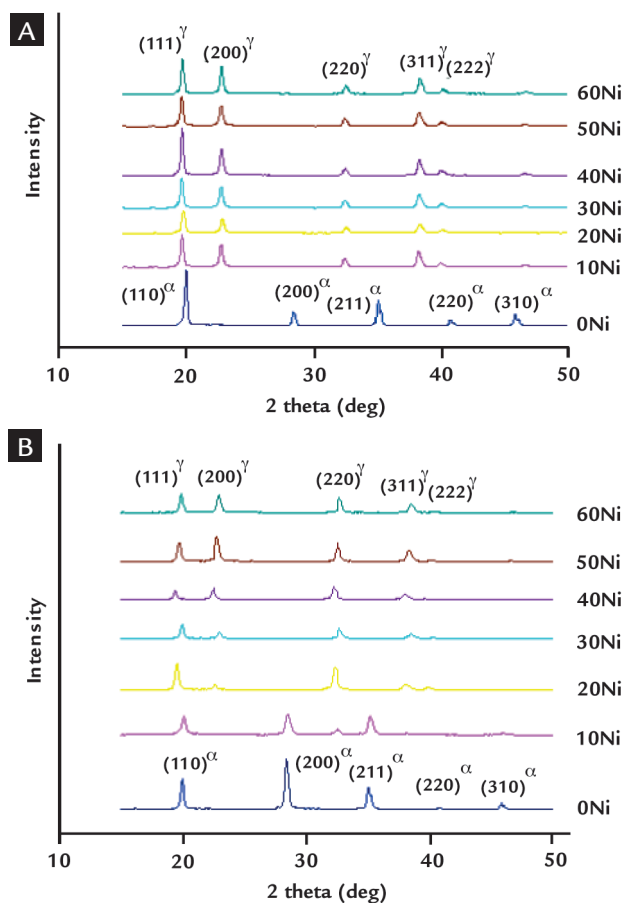 A
(111)γ (200)γ (220)γ (311)γ (222)γ
60Ni
50Ni
40Ni
30Ni
20Ni
10Ni
(110)α (200)α (211)α (220)α (310)α
0Ni
Intensity
10 20 30 40 50
2 theta (deg)
B
(111)γ (200)γ (220)γ (311)γ (222)γ
60Ni
50Ni
40Ni
30Ni
20Ni
10Ni
(110)α (200)α (211)α (220)α (310)α
0Ni
Intensity
10 20 30 40 50
2 theta (deg)